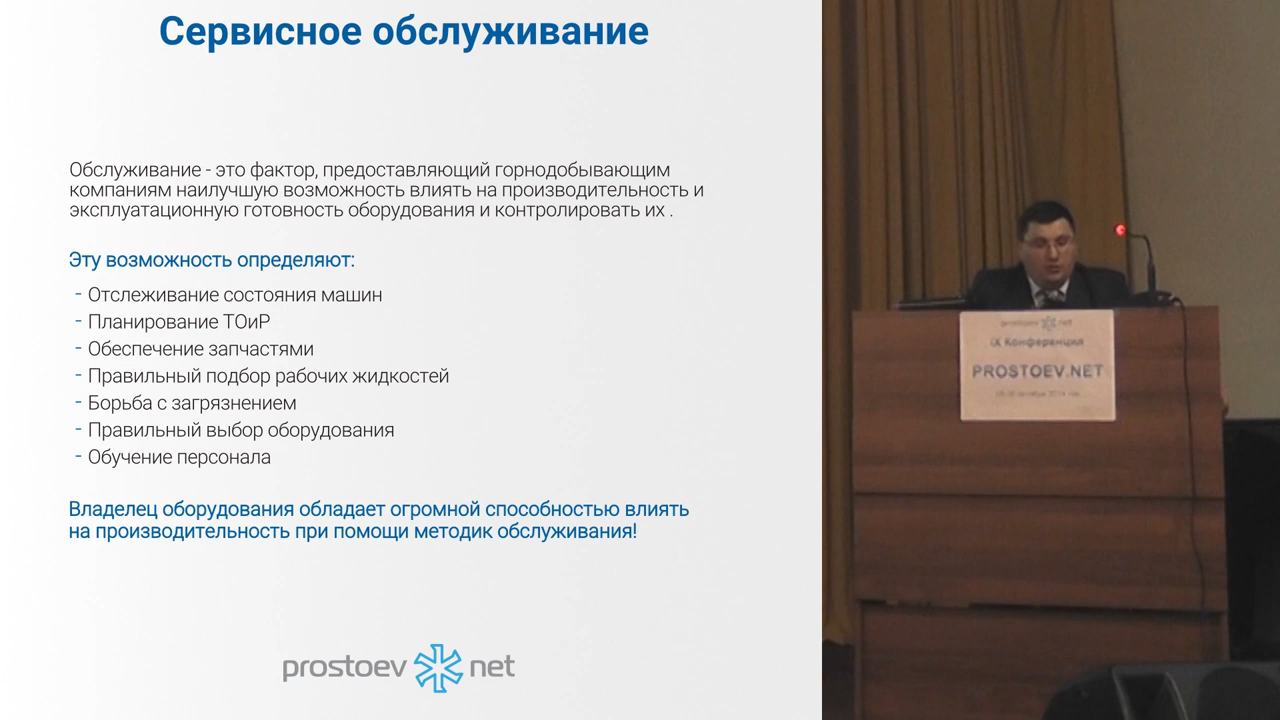 Сервисное обслуживание
Обслуживание - это фактор, предоставляющий горнодобывающим
компаниям наилучшую возможность влиять на производительность и
эксплуатационную готовность оборудования и контролировать их .
Эту возможность определяют:
- Отслеживание состояния машин
- Планирование ТОиР
- Обеспечение запчастями
- Правильный подбор рабочих жидкостей
- Борьба с загрязнением
- Правильный выбор оборудования
- Обучение персонала
Владелец оборудования обладает огромной способностью влиять
на производительность при помощи методик обслуживания!
prostoev net
prostoev net
IX Конференция
PROSTOEV.NET